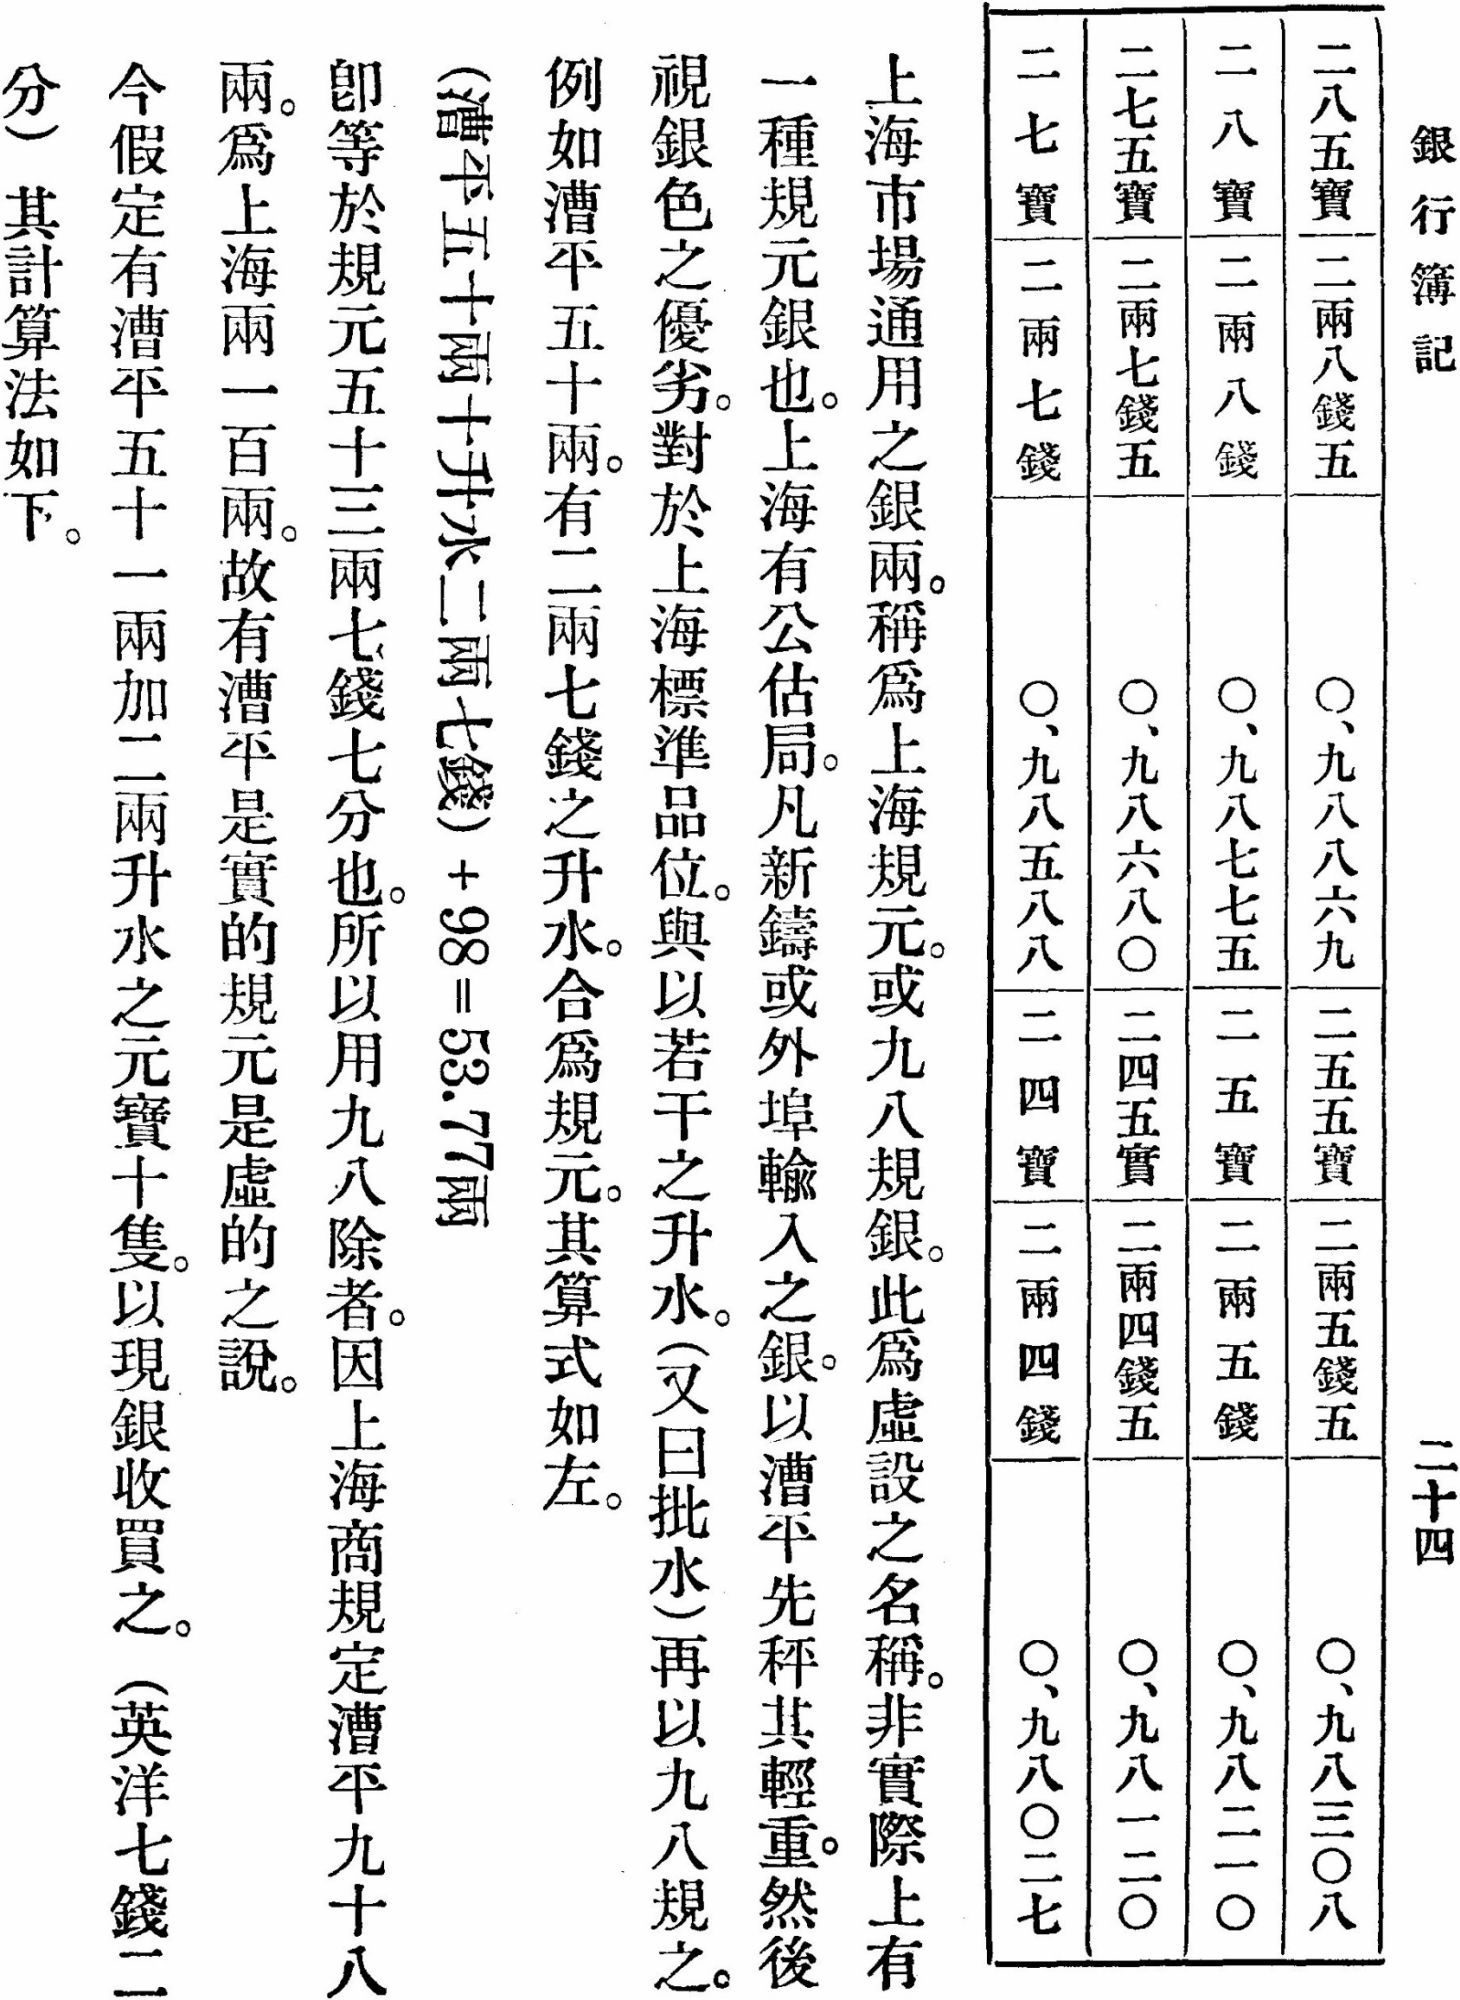 銀行簿記　二十四
二八五寶　二兩八錢五　〇、九八八六九　二五五寶　二兩五錢五　〇、九八三〇八
二八寶　二兩八錢　〇、九八七七五　二五寶　二兩五錢　〇、九八二一〇
二七五寶　二兩七錢五　〇、九八六八〇　二四五實　二兩四錢五　〇、九八一二〇
二七寶　二兩七錢　〇、九八五八八　二四寶　二兩四錢　〇、九八〇二七
上海市場通用之銀兩。稱爲上海規元。或九八規銀。此爲虛設之名稱。非實際上有
一種規元銀也。上海有公估局。凡新鑄或外埠輸入之銀。以漕平先秤其輕重。然後
視銀色之優劣。對於上海標準品位。與以若干之升水。（又曰批水）再以九八規之。
例如漕平五十兩。有二兩七錢之升水。合爲規元。其算式如左。
(漕平五十兩十升水二兩七錢)+98=53.77兩
卽等於規元五十三兩七錢七分也。所以用九八除者。因上海商規定漕平九十八
兩。爲上海兩一百兩。故有漕平是實的規元是虛的之說。
今假定有漕平五十一兩加二兩升水之元寶十隻。以現銀收買之。（英洋七錢二
分）其計算法如下。